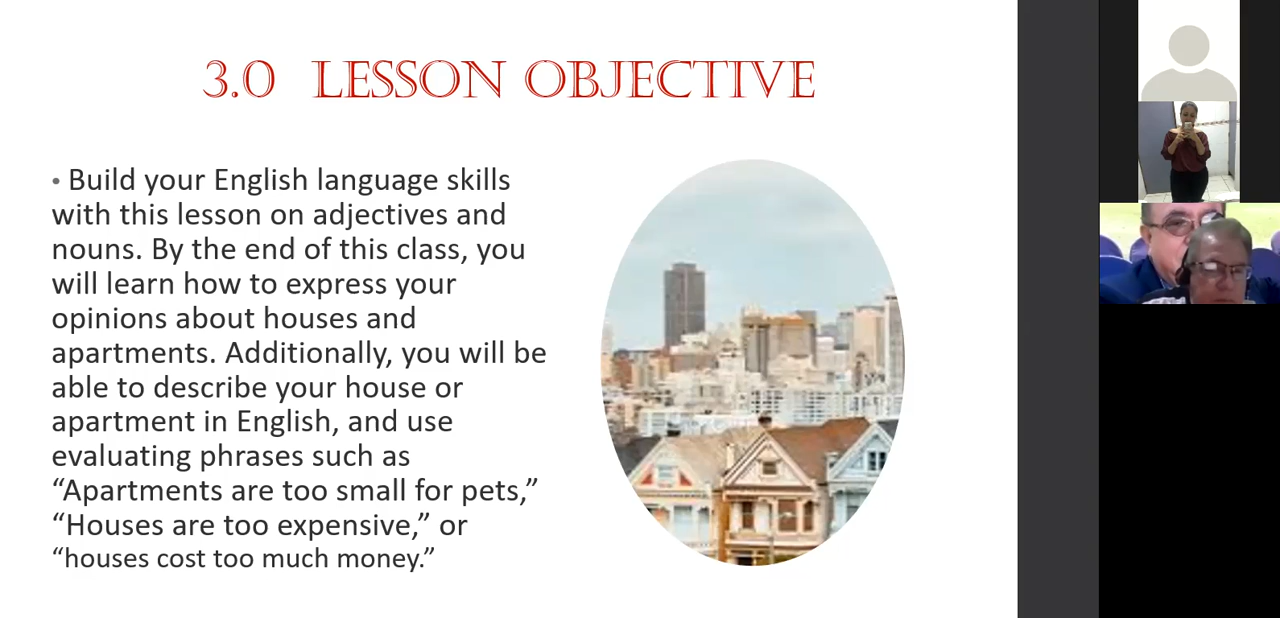 3.0 LESSON OBJECTIVE
• Build your English language skills
with this lesson on adjectives and
nouns. By the end of this class, you
will learn how to express your
opinions about houses and
apartments. Additionally, you will be
able to describe your house or
apartment in English, and use
evaluating phrases such as
“Apartments are too small for pets,”
“Houses are too expensive,” or
“houses cost too much money.”